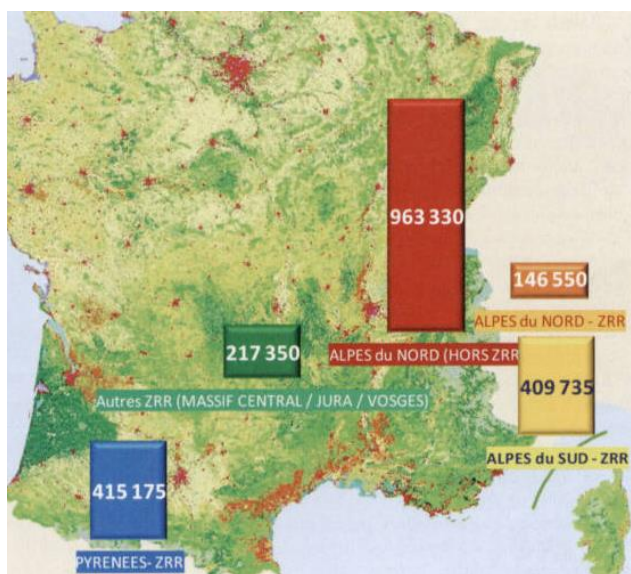 963 330
146 550
ALPES du NORD - ZRR
217 350
ALPES du NORD (HORS ZRR
409 735
Autres ZRR (MASSIF CENTRAL / JURA / VOSGES)
ALPES du SUD - ZRR
415 175
PYRENEES- ZRR